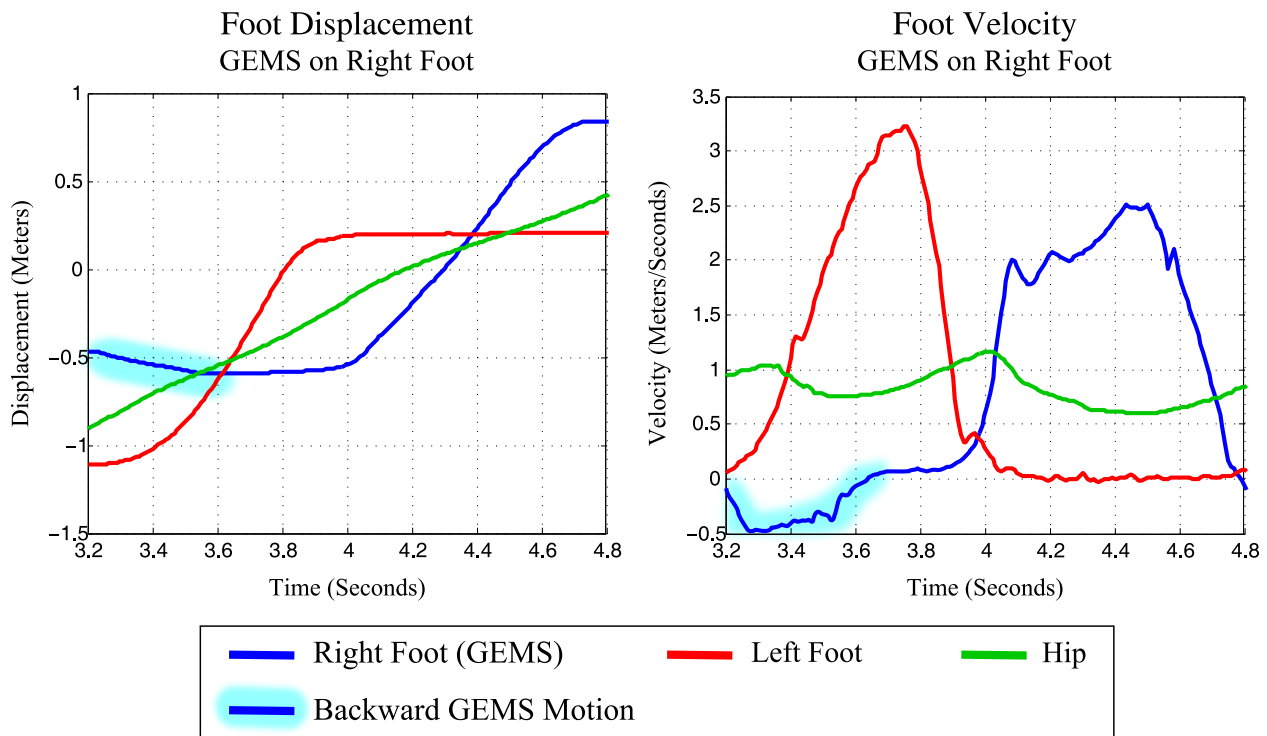 Foot Displacement
GEMS on Right Foot
1
0.5
0
−0.5
−1
−1.5
3.2 3.4 3.6 3.8 4 4.2 4.4 4.6 4.8
Displacement (Meters)
Time (Seconds)
Foot Velocity
GEMS on Right Foot
3.5
3
2.5
2
1.5
1
0.5
0
−0.5
3.2 3.4 3.6 3.8 4 4.2 4.4 4.6 4.8
Velocity (Meters/Seconds)
Time (Seconds)
Right Foot (GEMS) Left Foot Hip
Backward GEMS Motion